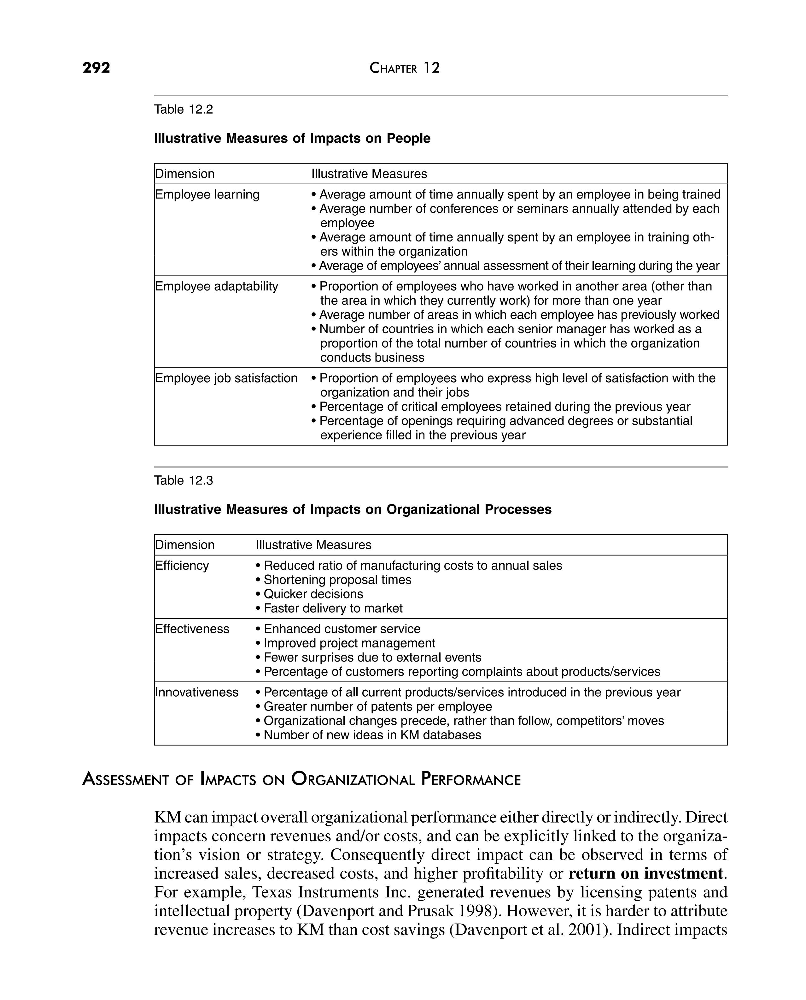 292
CHAPTER 12
Table 12.2
Illustrative Measures of Impacts on People
Dimension Illustrative Measures
Employee learning • Average amount of time annually spent by an employee in being trained
• Average number of conferences or seminars annually attended by each
employee
• Average amount of time annually spent by an employee in training oth-
ers within the organization
• Average of employees’ annual assessment of their learning during the year
Employee adaptability • Proportion of employees who have worked in another area (other than
the area in which they currently work) for more than one year
• Average number of areas in which each employee has previously worked
• Number of countries in which each senior manager has worked as a
proportion of the total number of countries in which the organization
conducts business
Employee job satisfaction • Proportion of employees who express high level of satisfaction with the
organization and their jobs
• Percentage of critical employees retained during the previous year
• Percentage of openings requiring advanced degrees or substantial
experience filled in the previous year
Table 12.3
Illustrative Measures of Impacts on Organizational Processes
Dimension Illustrative Measures
Efficiency • Reduced ratio of manufacturing costs to annual sales
• Shortening proposal times
• Quicker decisions
• Faster delivery to market
Effectiveness • Enhanced customer service
• Improved project management
• Fewer surprises due to external events
• Percentage of customers reporting complaints about products/services
Innovativeness • Percentage of all current products/services introduced in the previous year
• Greater number of patents per employee
• Organizational changes precede, rather than follow, competitors’ moves
• Number of new ideas in KM databases
ASSESSMENT OF IMPACTS ON ORGANIZATIONAL PERFORMANCE
KM can impact overall organizational performance either directly or indirectly. Direct
impacts concern revenues and/or costs, and can be explicitly linked to the organiza-
tion’s vision or strategy. Consequently direct impact can be observed in terms of
increased sales, decreased costs, and higher profitability or return on investment.
For example, Texas Instruments Inc. generated revenues by licensing patents and
intellectual property (Davenport and Prusak 1998). However, it is harder to attribute
revenue increases to KM than cost savings (Davenport et al. 2001). Indirect impacts